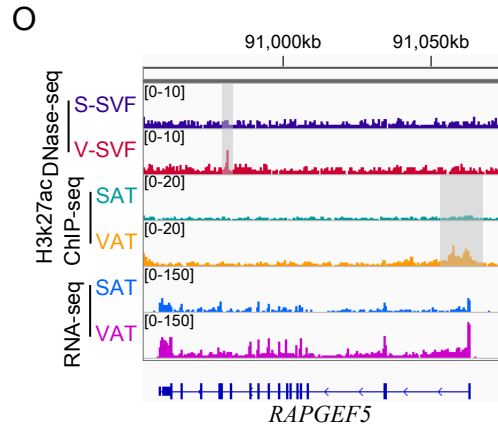 O
91,000kb 91,050kb
DNase-seq
S-SVF [0-10]
V-SVF [0-10]
H3k27ac
ChIP-seq
SAT [0-20]
VAT [0-20]
RNA-seq
SAT [0-150]
VAT [0-150]
RAPGEF5